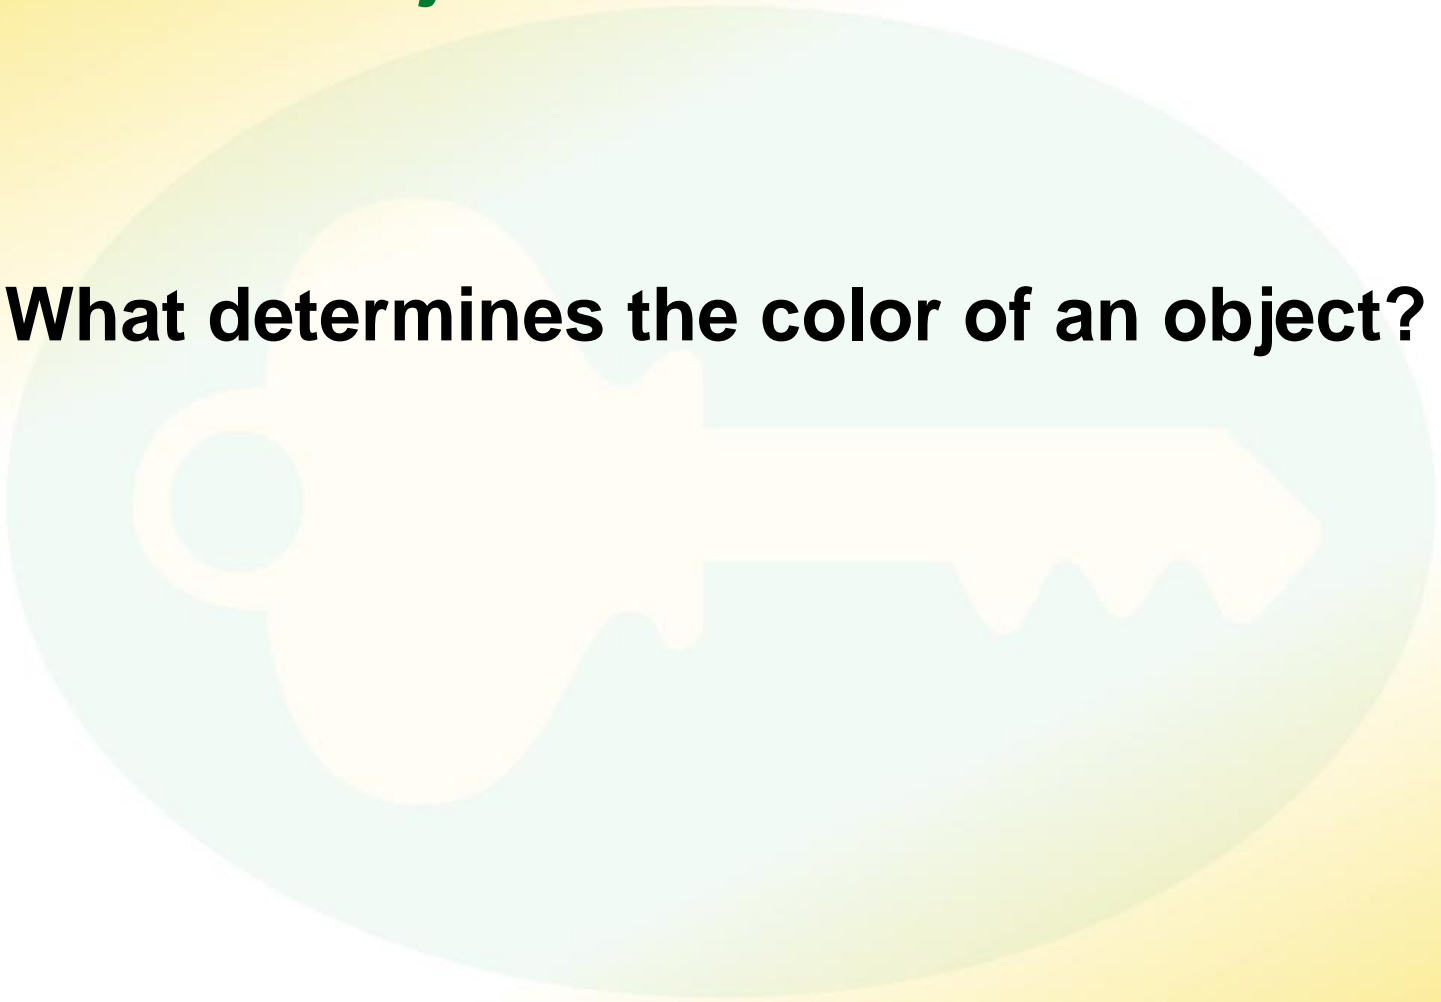 What determines the color of an object?